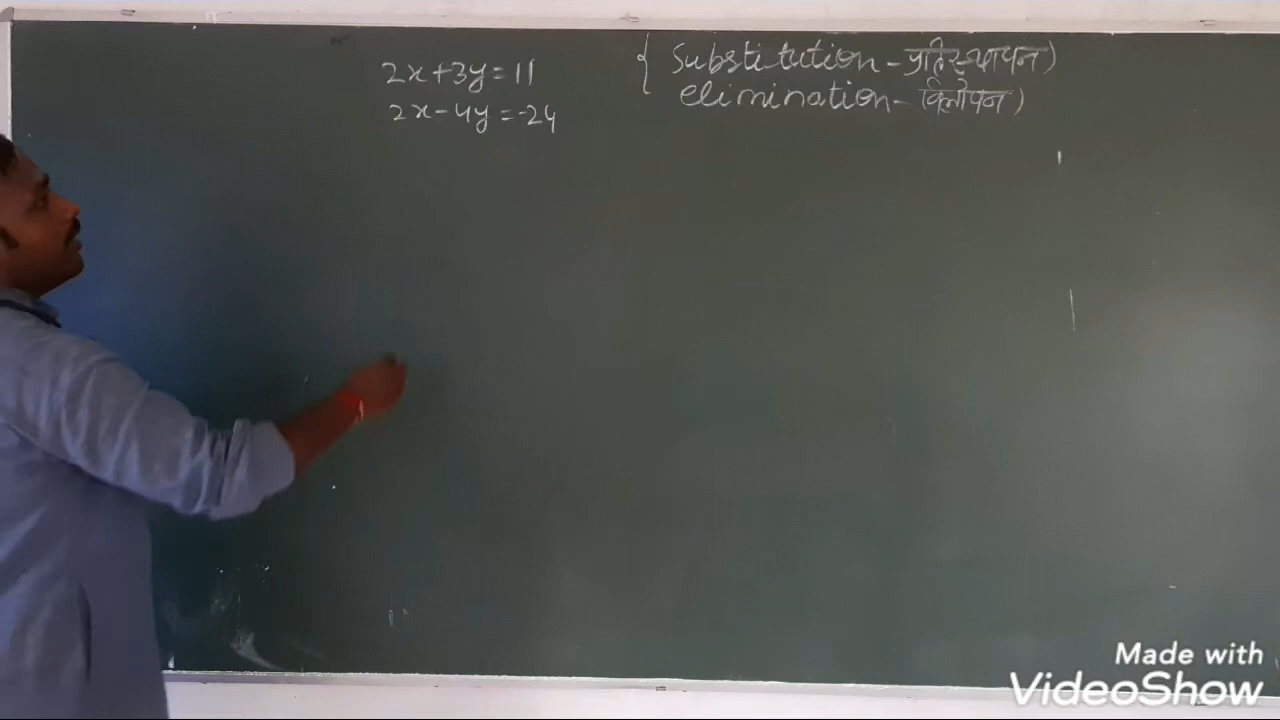 2x+3y=11
2x-4y=-24
{ Substitution - प्रतिस्थापन)
elimination - विलोपन)
Made with
VideoShow